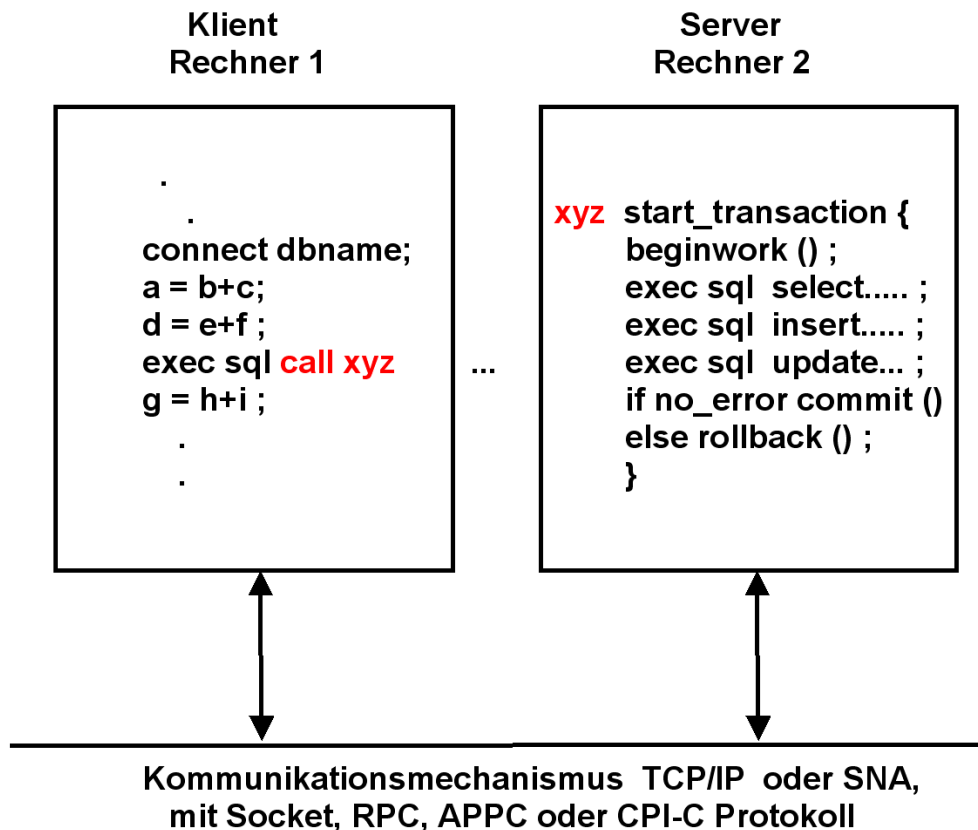 Klient
Rechner 1
.
.
connect dbname;
a = b+c;
d = e+f ;
exec sql call xyz
g = h+i ;
.
.
...
Server
Rechner 2
xyz start_transaction {
beginwork () ;
exec sql select..... ;
exec sql insert..... ;
exec sql update... ;
if no_error commit ()
else rollback () ;
}
Kommunikationsmechanismus TCP/IP oder SNA,
mit Socket, RPC, APPC oder CPI-C Protokoll